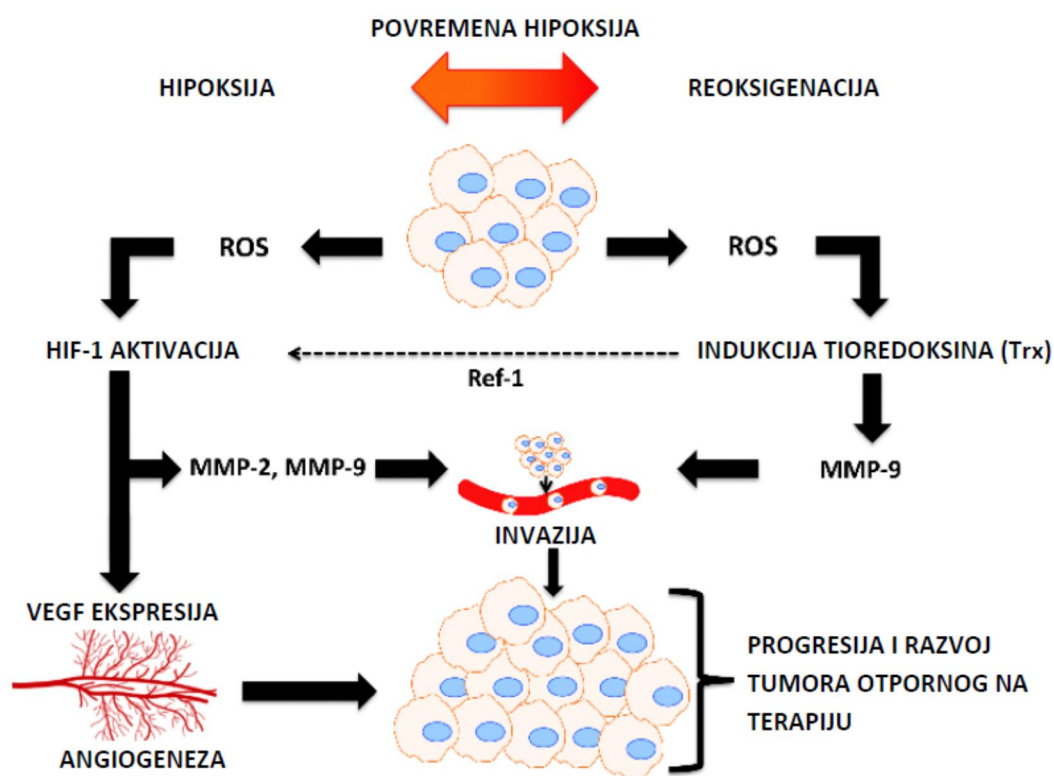 POVREMENA HIPOKSIJA
HIPOKSIJA
REOKSIGENACIJA
ROS
ROS
HIF-1 AKTIVACIJA
INDUKCIJA TIOREDOKSINA (Trx)
Ref-1
MMP-2, MMP-9
MMP-9
INVAZIJA
VEGF EKSPRESIJA
PROGRESIJA I RAZVOJ
TUMORA OTPORNOG NA
TERAPIJU
ANGIOGENEZA